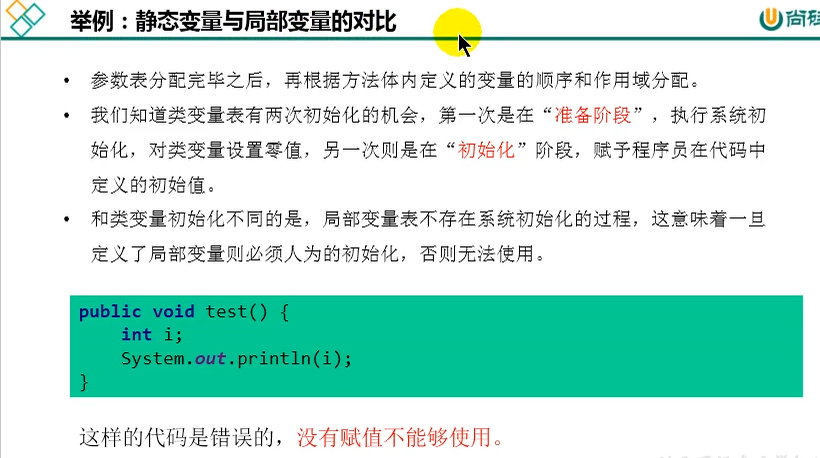 举例：静态变量与局部变量的对比
• 参数表分配完毕之后，再根据方法体内定义的变量的顺序和作用域分配。
• 我们知道类变量表有两次初始化的机会，第一次是在“准备阶段”，执行系统初
始化，对类变量设置零值，另一次则是在“初始化”阶段，赋予程序员在代码中
定义的初始值。
• 和类变量初始化不同的是，局部变量表不存在系统初始化的过程，这意味着一旦
定义了局部变量则必须人为的初始化，否则无法使用。
public void test() {
    int i;
    System.out.println(i);
}
这样的代码是错误的，没有赋值不能够使用。